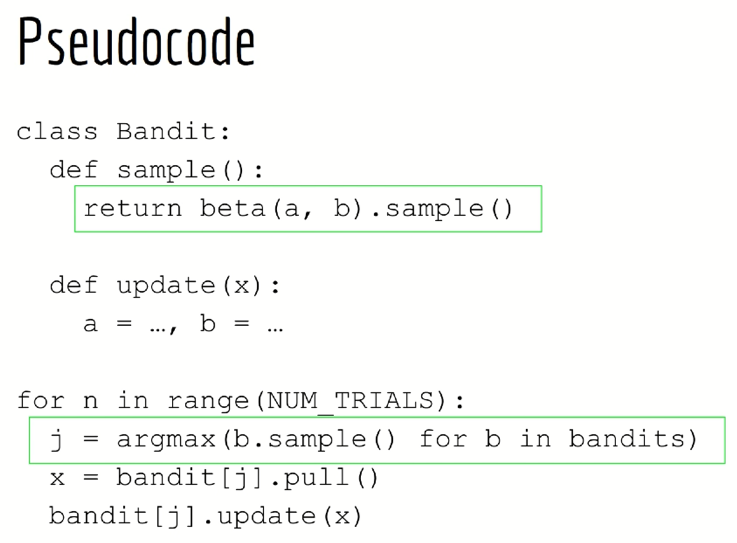 Pseudocode
class Bandit:
def sample():
return beta(a, b).sample()
def update(x):
a = …, b = …
for n in range(NUM_TRIALS):
j = argmax(b.sample() for b in bandits)
x = bandit[j].pull()
bandit[j].update(x)